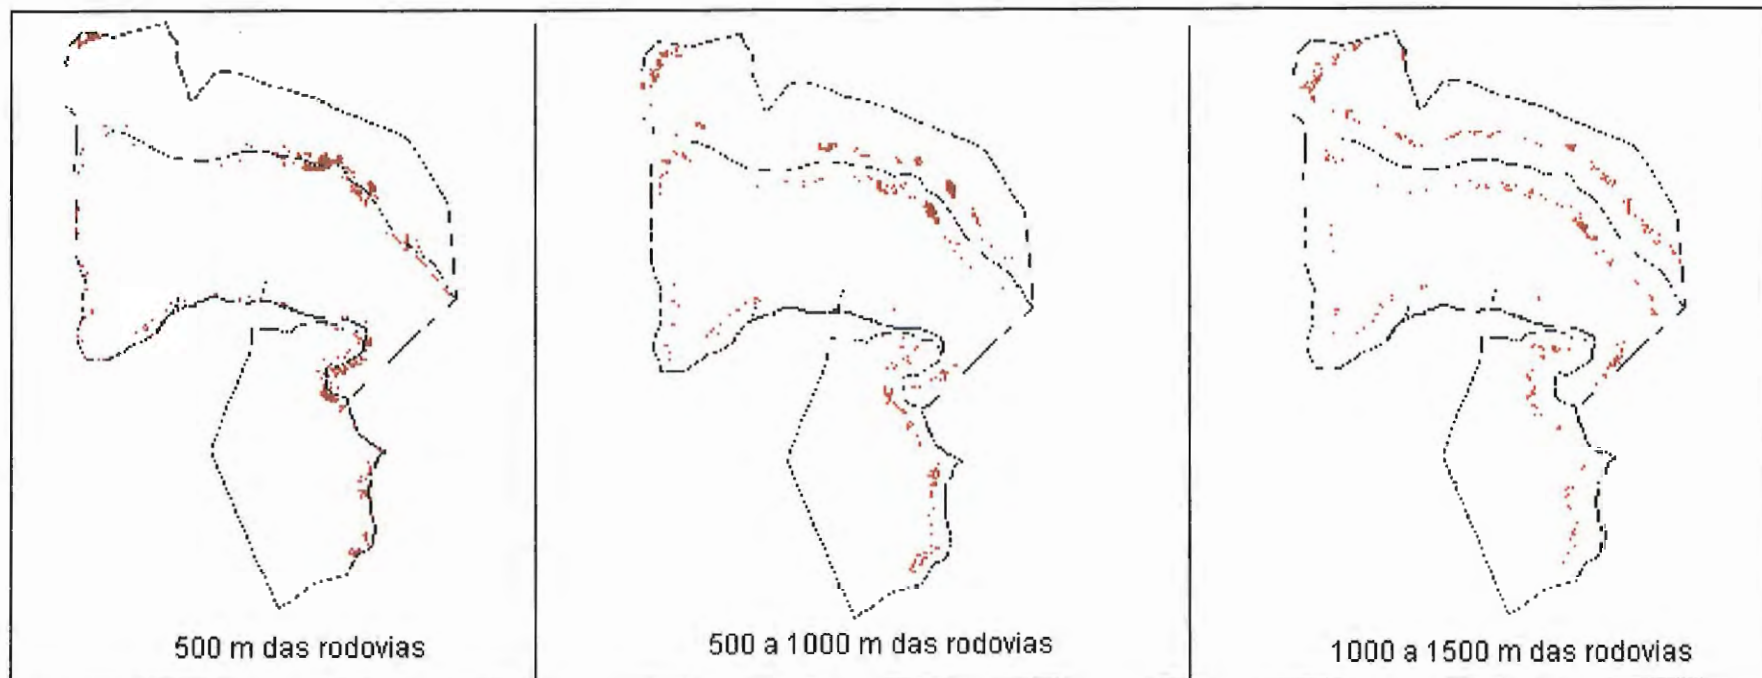 500 m das rodovias
500 a 1000 m das rodovias
1000 a 1500 m das rodovias